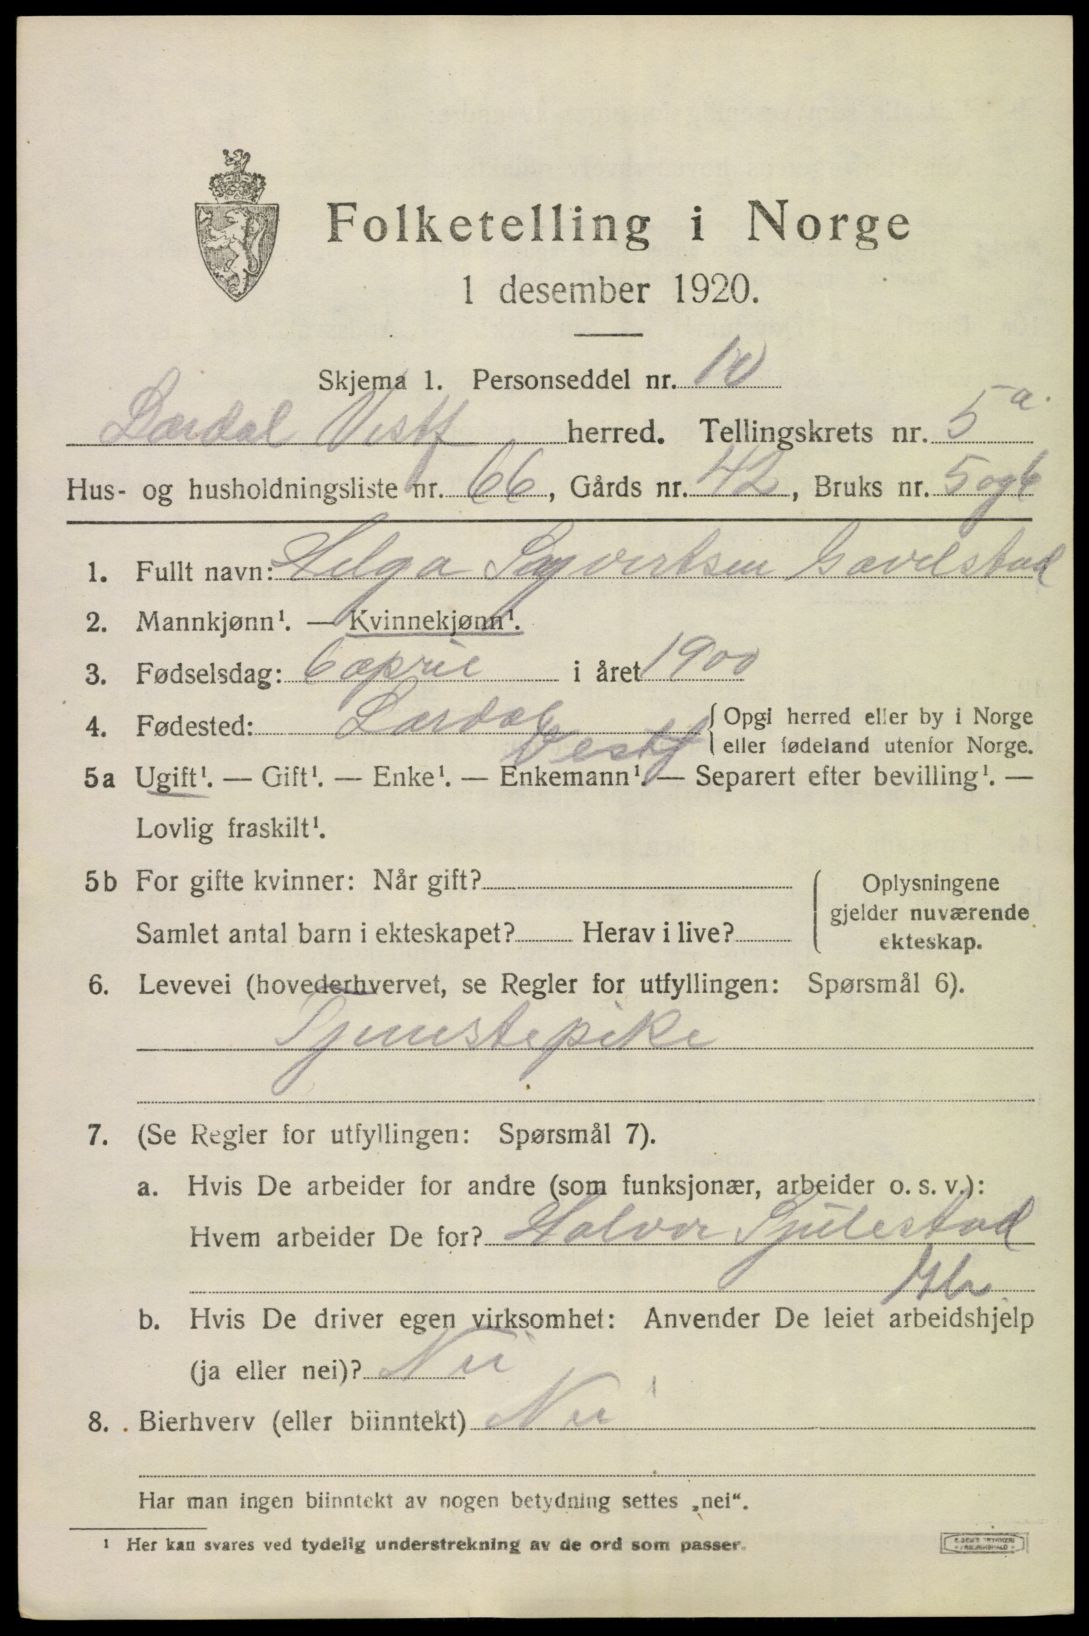 Folketelling i Norge
1 desember 1920.
Skjema 1. Personseddel nr. 10
Lardal Vestf herred. Tellingskrets nr. 5 a.
Hus- og husholdningsliste nr. 66, Gårds nr. 42, Bruks nr. 5 og 6
1. Fullt navn: Helga Syvertsen Gavelstad
2. Mannkjønn¹. — Kvinnekjønn¹.
3. Fødselsdag: 6 april i året 1900
4. Fødested: Lardal Vestf { Opgi herred eller by i Norge
eller fødeland utenfor Norge.
5a Ugift¹. — Gift¹. — Enke¹. — Enkemann¹. — Separert efter bevilling¹. —
Lovlig fraskilt¹.
5b For gifte kvinner: Når gift?
Samlet antal barn i ekteskapet? Herav i live?
Oplysningene
gjelder nuværende
ekteskap.
6. Levevei (hovederhvervet, se Regler for utfyllingen: Spørsmål 6).
Tjenestepike
7. (Se Regler for utfyllingen: Spørsmål 7).
a. Hvis De arbeider for andre (som funksjonær, arbeider o. s. v.):
Hvem arbeider De for? Halvor Tjulestad
b. Hvis De driver egen virksomhet: Anvender De leiet arbeidshjelp
(ja eller nei)? Nei
8. Bierhverv (eller biinntekt) Nei
Har man ingen biinntekt av nogen betydning settes „nei“.
¹ Her kan svares ved tydelig understrekning av de ord som passer.